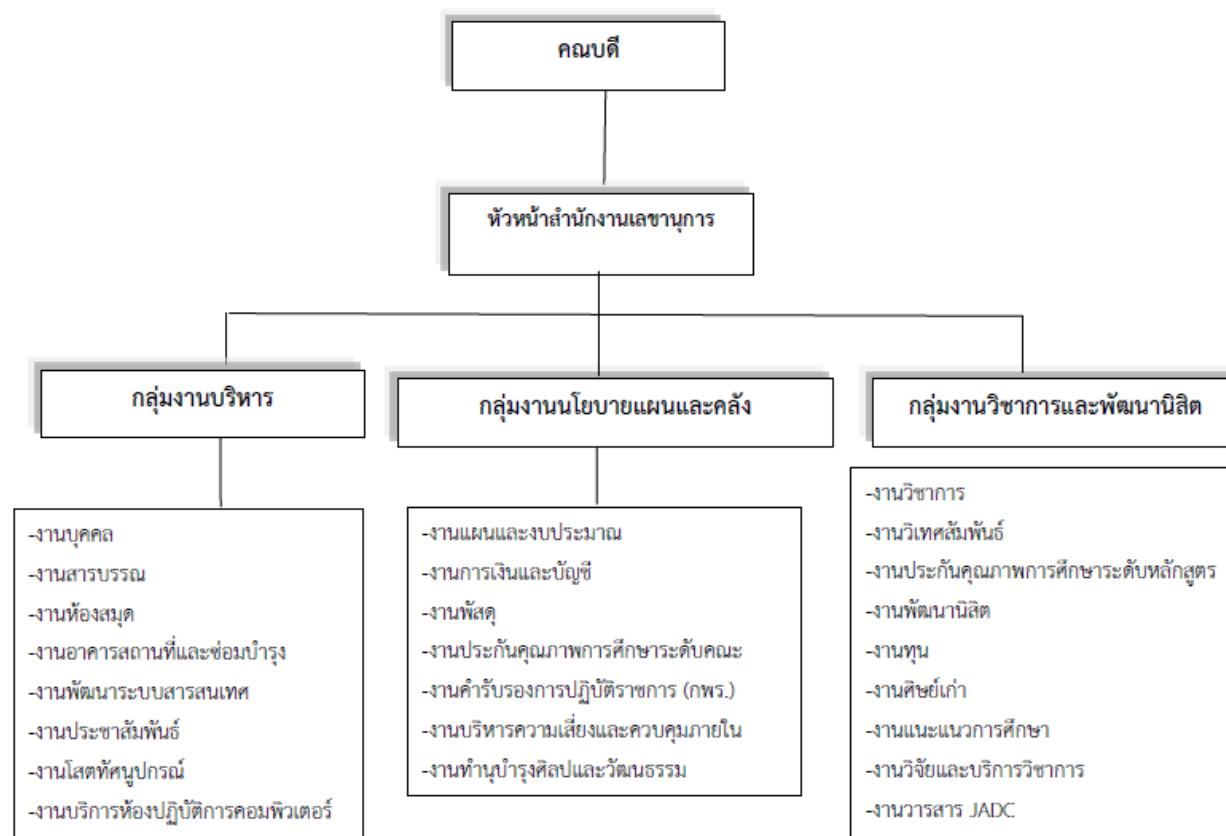 คณบดี
หัวหน้าสำนักงานเลขานุการ
กลุ่มงานบริหาร
-งานบุคคล
-งานสารบรรณ
-งานห้องสมุด
-งานอาคารสถานที่และซ่อมบำรุง
-งานพัฒนาระบบสารสนเทศ
-งานประชาสัมพันธ์
-งานโสตทัศนูปกรณ์
-งานบริการห้องปฏิบัติการคอมพิวเตอร์
กลุ่มงานนโยบายแผนและคลัง
-งานแผนและงบประมาณ
-งานการเงินและบัญชี
-งานพัสดุ
-งานประกันคุณภาพการศึกษาระดับคณะ
-งานคำรับรองการปฏิบัติราชการ (กพร.)
-งานบริหารความเสี่ยงและควบคุมภายใน
-งานทำนุบำรุงศิลปและวัฒนธรรม
กลุ่มงานวิชาการและพัฒนานิสิต
-งานวิชาการ
-งานวิเทศสัมพันธ์
-งานประกันคุณภาพการศึกษาระดับหลักสูตร
-งานพัฒนานิสิต
-งานทุน
-งานศิษย์เก่า
-งานแนะแนวการศึกษา
-งานวิจัยและบริการวิชาการ
-งานวารสาร JADC